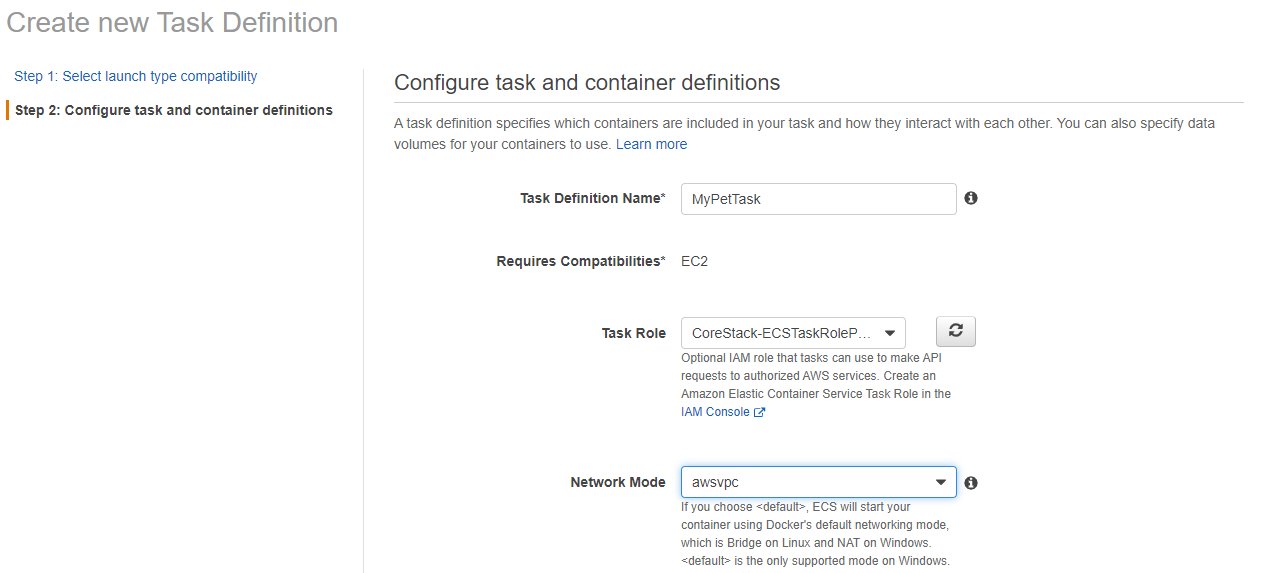 Create new Task Definition
Step 1: Select launch type compatibility
Step 2: Configure task and container definitions
Configure task and container definitions
A task definition specifies which containers are included in your task and how they interact with each other. You can also specify data
volumes for your containers to use. Learn more
Task Definition Name* MyPetTask
Requires Compatibilities* EC2
Task Role CoreStack-ECSTaskRoleP...
Optional IAM role that tasks can use to make API
requests to authorized AWS services. Create an
Amazon Elastic Container Service Task Role in the
IAM Console
Network Mode awsvpc
If you choose <default>, ECS will start your
container using Docker's default networking mode,
which is Bridge on Linux and NAT on Windows.
<default> is the only supported mode on Windows.